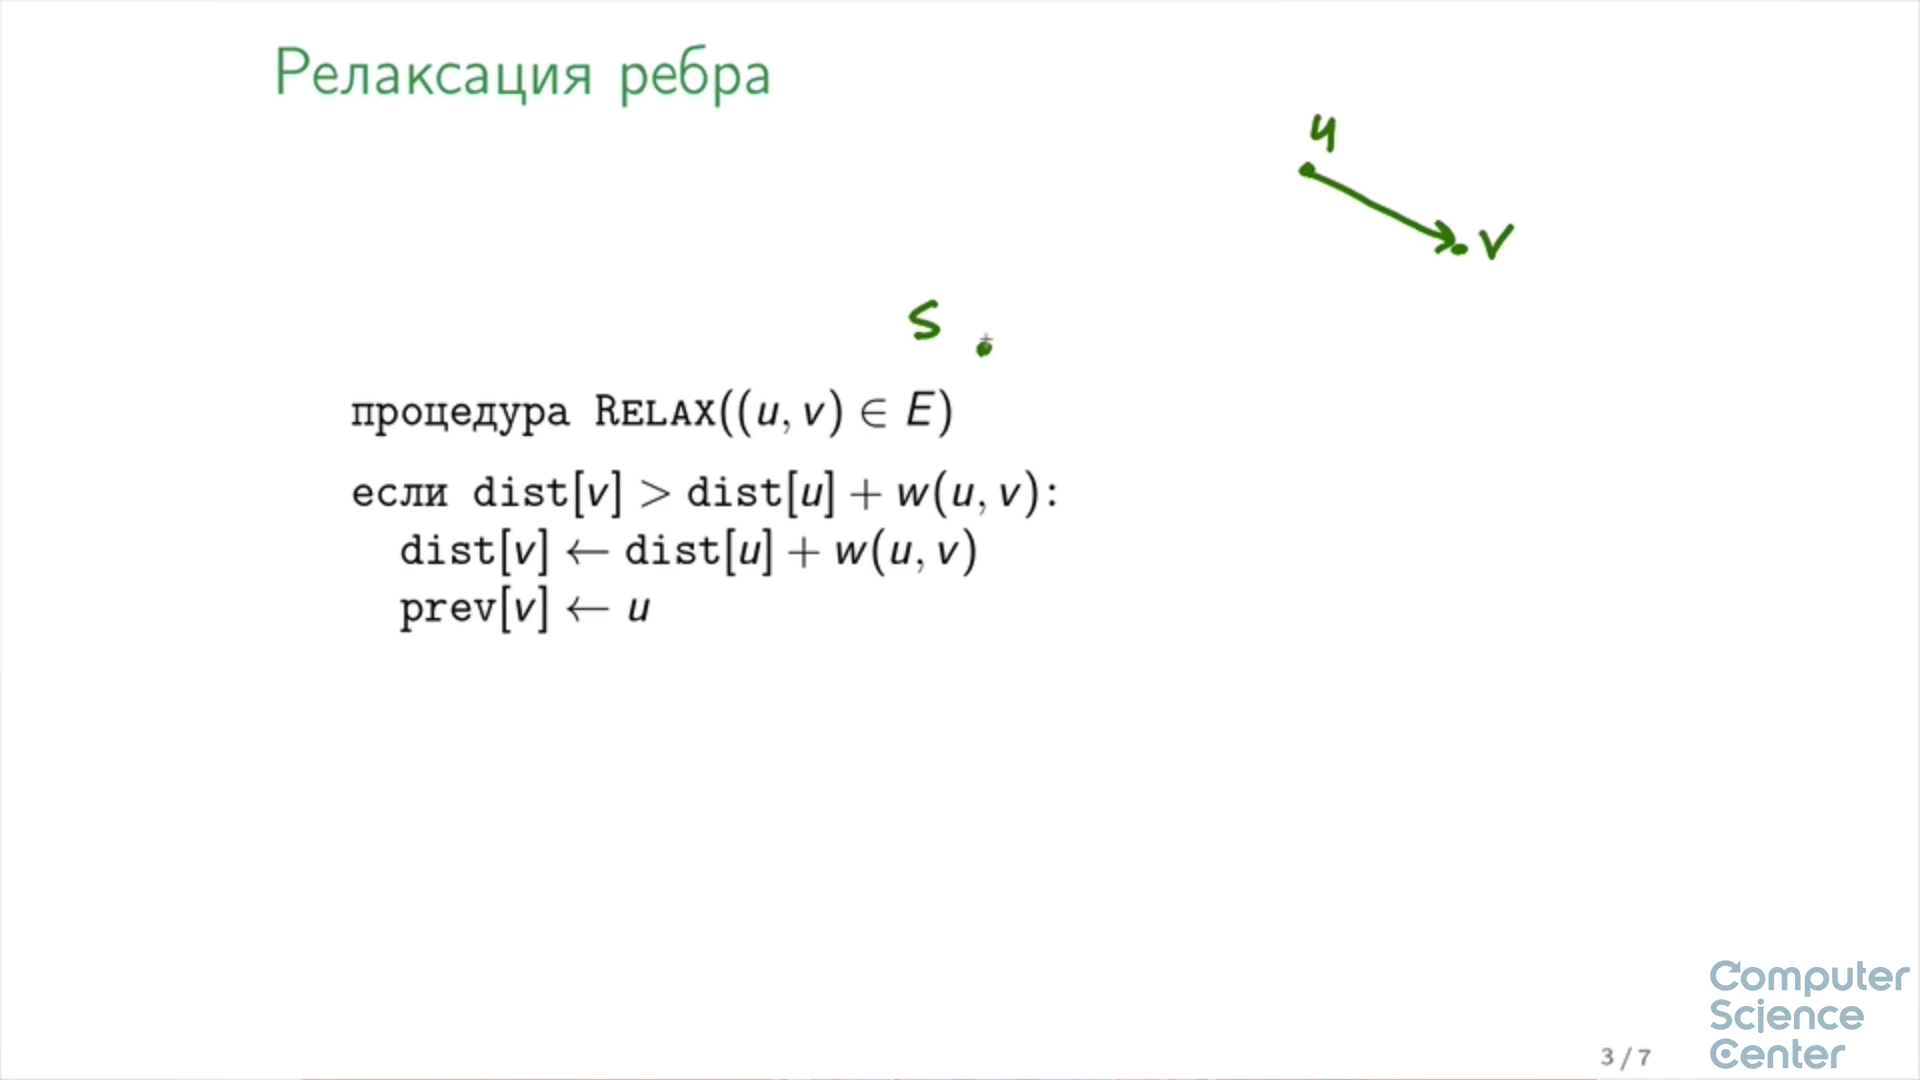 Релаксация ребра
u
v
s
процедура RELAX((u, v) ∈ E)
если dist[v] > dist[u] + w(u, v):
dist[v] ← dist[u] + w(u, v)
prev[v] ← u
Computer
Science
Center
3 / 7